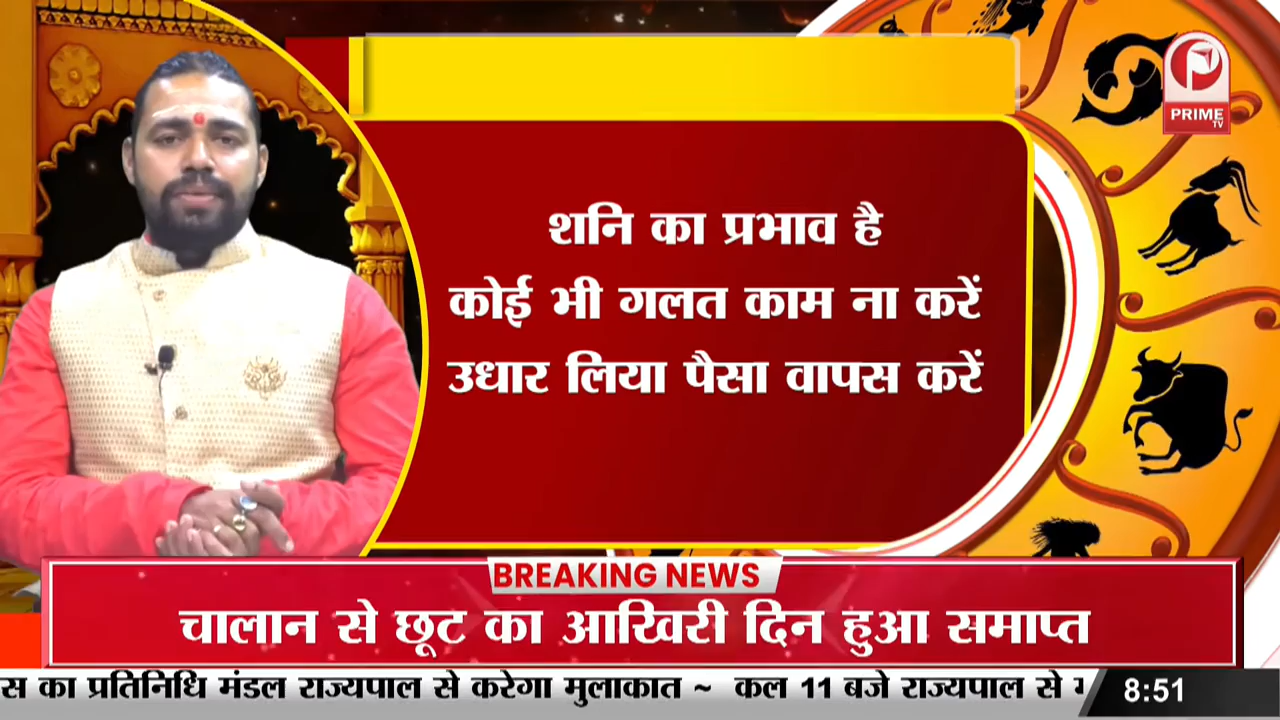 PRIME
TV
शनि का प्रभाव है
कोई भी गलत काम ना करें
उधार लिया पैसा वापस करें
BREAKING NEWS
चालान से छूट का आखिरी दिन हुआ समाप्त
का प्रतिनिधि मंडल राज्यपाल से करेगा मुलाकात ~ कल 11 बजे राज्यपाल से
8:51